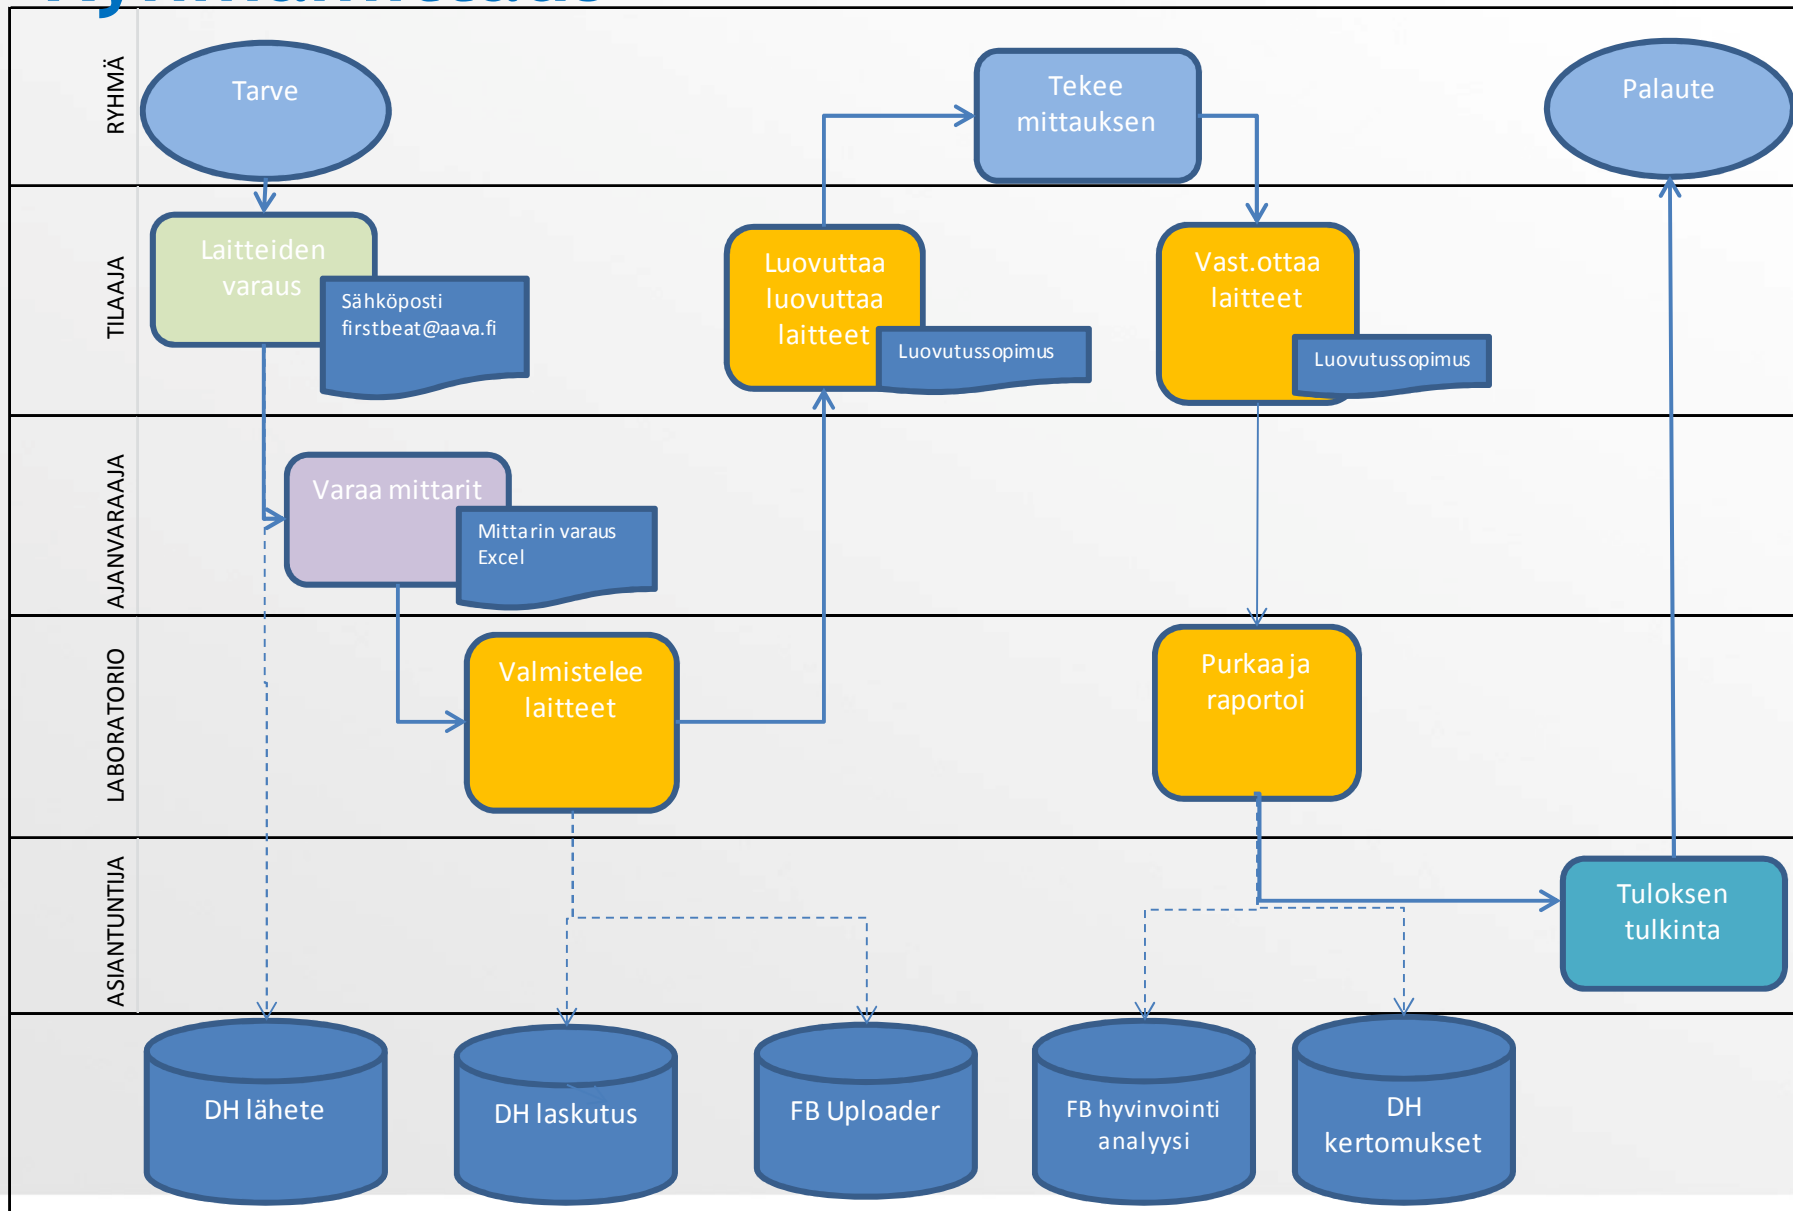 RYHMÄ
Tarve
Tekee
mittauksen
Palaute
TILAAJA
Laitteiden
varaus
Sähköposti
firstbeat@aava.fi
Luovuttaa
luovuttaa
laitteet
Luovutussopimus
Vast.ottaa
laitteet
Luovutussopimus
AJANVARAAJA
Varaa mittarit
Mittarin varaus
Excel
LABORATORIO
Valmistelee
laitteet
Purkaa ja
raportoi
ASIANTUNTIJA
Tuloksen
tulkinta
DH lähete
DH laskutus
FB Uploader
FB hyvinvointi
analyysi
DH
kertomukset